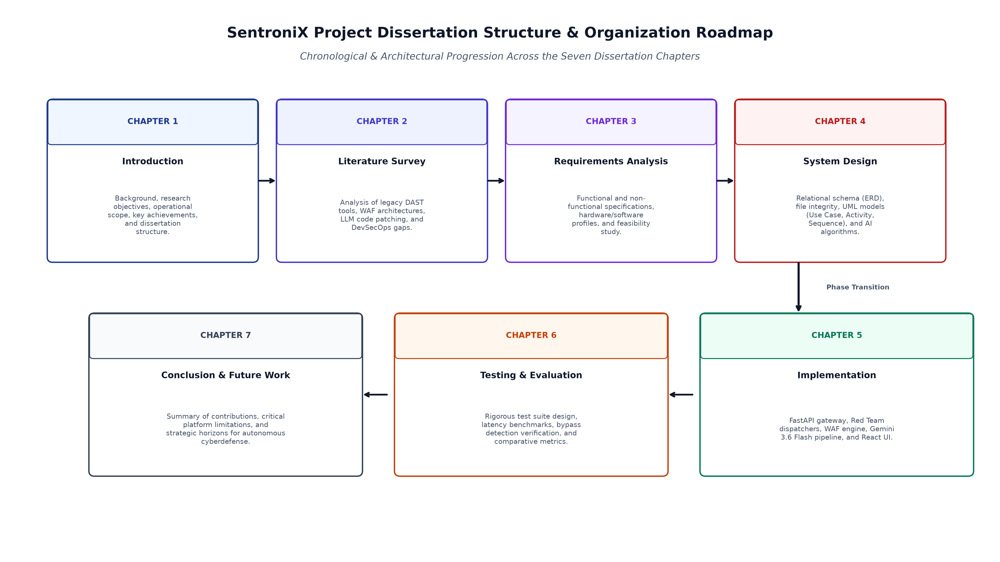 SentroniX Project Dissertation Structure & Organization Roadmap
Chronological & Architectural Progression Across the Seven Dissertation Chapters
CHAPTER 1
Introduction
Background, research
objectives, operational
scope, key achievements,
and dissertation
structure.
CHAPTER 2
Literature Survey
Analysis of legacy DAST
tools, WAF architectures,
LLM code patching, and
DevSecOps gaps.
CHAPTER 3
Requirements Analysis
Functional and non-
functional specifications,
hardware/software
profiles, and feasibility
study.
CHAPTER 4
System Design
Relational schema (ERD),
file integrity, UML models
(Use Case, Activity,
Sequence), and AI
algorithms.
Phase Transition
CHAPTER 5
Implementation
FastAPI gateway, Red Team
dispatchers, WAF engine, Gemini
3.6 Flash pipeline, and React UI.
CHAPTER 6
Testing & Evaluation
Rigorous test suite design,
latency benchmarks, bypass
detection verification, and
comparative metrics.
CHAPTER 7
Conclusion & Future Work
Summary of contributions, critical
platform limitations, and
strategic horizons for autonomous
cyberdefense.